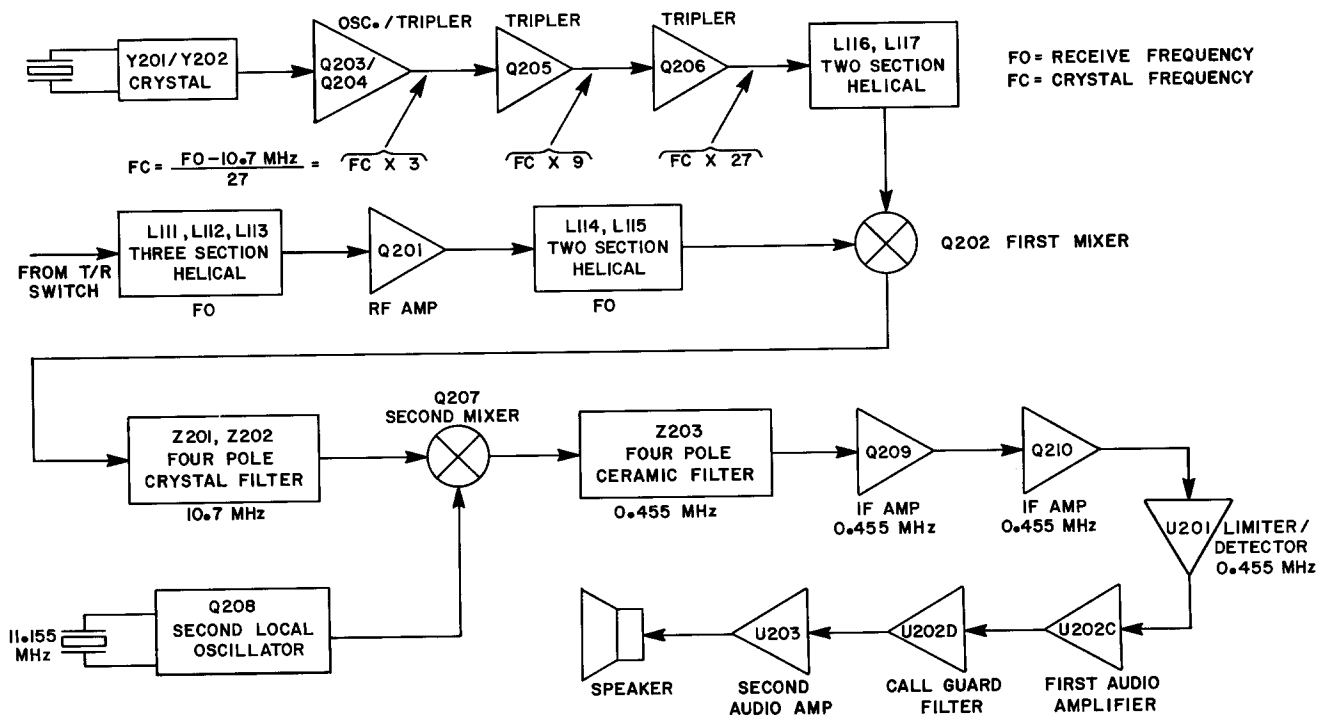 OSC./TRIPLER
TRIPLER
TRIPLER
Y201/Y202
CRYSTAL
Q203/
Q204
Q205
Q206
L116, L117
TWO SECTION
HELICAL
FO = RECEIVE FREQUENCY
FC = CRYSTAL FREQUENCY
FC = FO-10.7 MHz =
27
FC X 3
FC X 9
FC X 27
L111, L112, L113
THREE SECTION
HELICAL
FO
FROM T/R
SWITCH
Q201
RF AMP
L114, L115
TWO SECTION
HELICAL
FO
Q202 FIRST MIXER
Z201, Z202
FOUR POLE
CRYSTAL FILTER
10.7 MHz
Q207
SECOND MIXER
Z203
FOUR POLE
CERAMIC FILTER
0.455 MHz
Q209
IF AMP
0.455 MHz
Q210
IF AMP
0.455 MHz
U201
LIMITER/
DETECTOR
0.455 MHz
11.155
MHz
Q208
SECOND LOCAL
OSCILLATOR
SPEAKER
U203
SECOND
AUDIO AMP
U202D
CALL GUARD
FILTER
U202C
FIRST AUDIO
AMPLIFIER